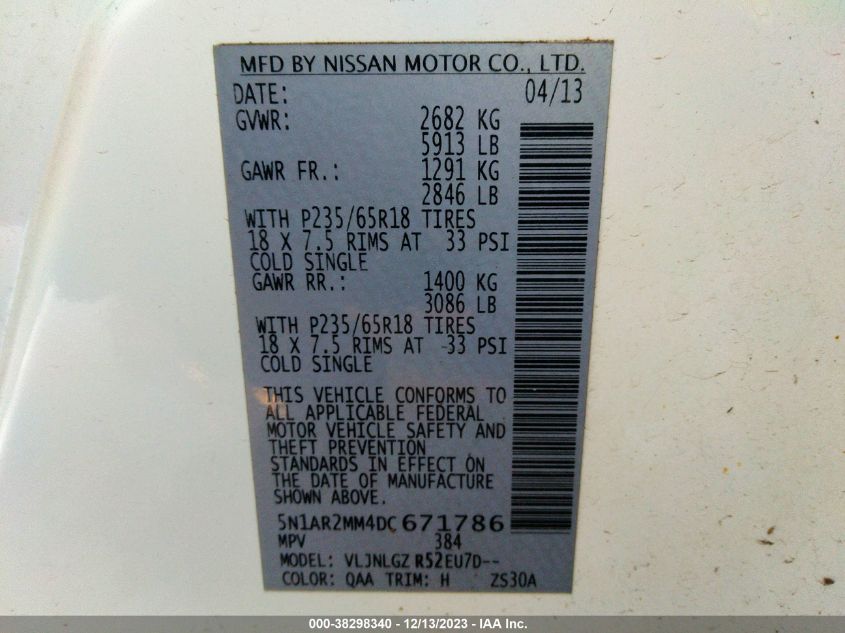 MFD BY NISSAN MOTOR CO., LTD.
DATE: 04/13
GVWR: 2682 KG
5913 LB
GAWR FR.: 1291 KG
2846 LB
WITH P235/65R18 TIRES
18 X 7.5 RIMS AT 33 PSI
COLD SINGLE
GAWR RR.: 1400 KG
3086 LB
WITH P235/65R18 TIRES
18 X 7.5 RIMS AT 33 PSI
COLD SINGLE
THIS VEHICLE CONFORMS TO
ALL APPLICABLE FEDERAL
MOTOR VEHICLE SAFETY AND
THEFT PREVENTION
STANDARDS IN EFFECT ON
THE DATE OF MANUFACTURE
SHOWN ABOVE.
5N1AR2MM4DC671786
MPV 384
MODEL: VLJNLGZ R52EU7D--
COLOR: QAA TRIM: H ZS30A
000-38298340 - 12/13/2023 - IAA Inc.